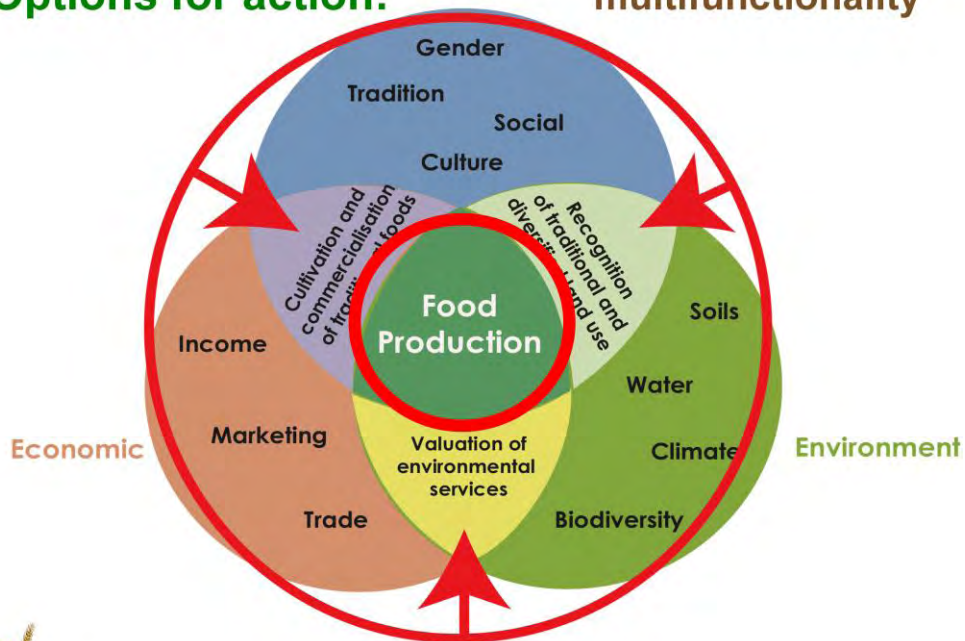 Options for action:
multifunctionality
Gender
Tradition
Social
Culture
Cultivation and
commercialisation
of traditional foods
Recognition
of traditional and
diversified land use
Food
Production
Income
Marketing
Trade
Economic
Soils
Water
Climate
Biodiversity
Environment
Valuation of
environmental
services